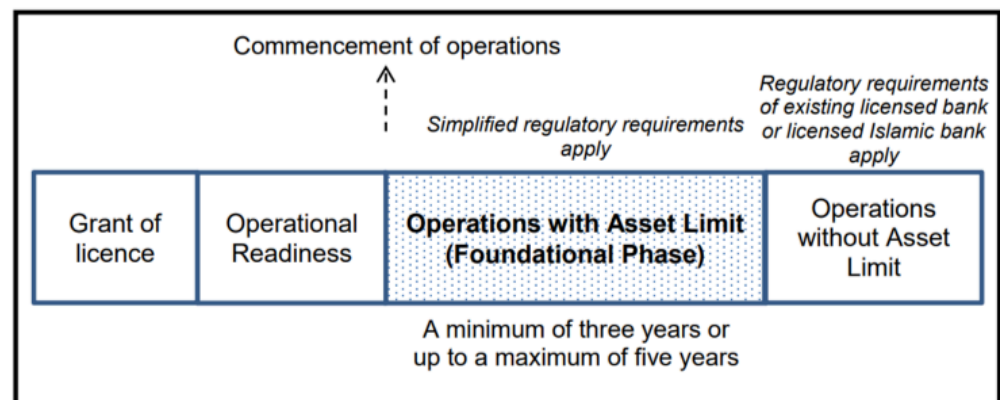 Commencement of operations
Simplified regulatory requirements
apply
Regulatory requirements
of existing licensed bank
or licensed Islamic bank
apply
Grant of
licence
Operational
Readiness
Operations with Asset Limit
(Foundational Phase)
Operations
without Asset
Limit
A minimum of three years or
up to a maximum of five years